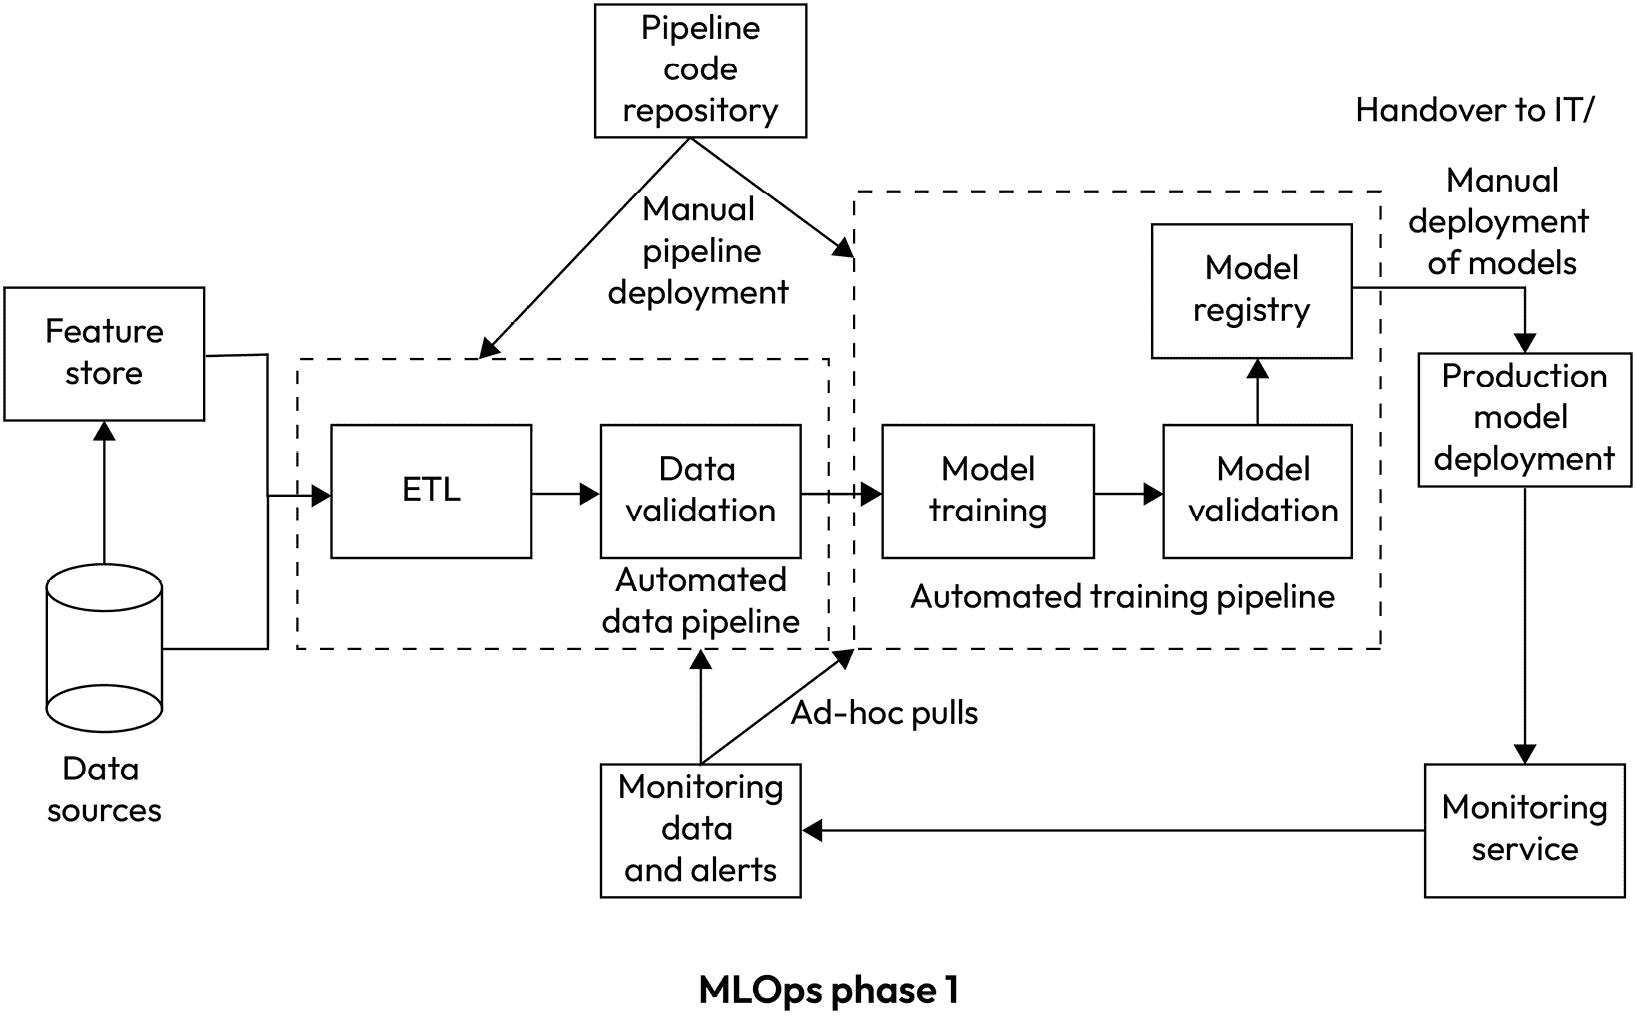 Pipeline
code
repository
Handover to IT/
Manual
deployment
of models
Manual
pipeline
deployment
Model
registry
Feature
store
Production
model
deployment
ETL
Data
validation
Model
training
Model
validation
Automated
data pipeline
Automated training pipeline
Ad-hoc pulls
Data
sources
Monitoring
data
and alerts
Monitoring
service
MLOps phase 1